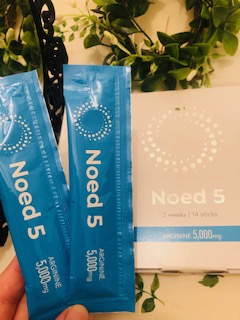 Noed 5
ARGININE
5,000mg
Noed 5
ARGININE
5,000mg
Noed 5
2 weeks | 14 sticks
ARGININE 5,000mg